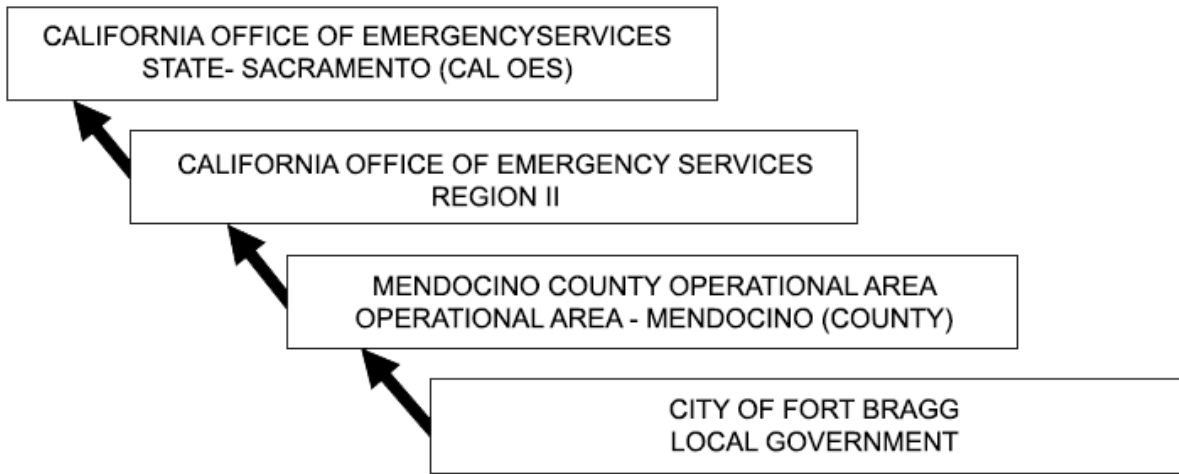 CALIFORNIA OFFICE OF EMERGENCYSERVICES
STATE- SACRAMENTO (CAL OES)
CALIFORNIA OFFICE OF EMERGENCY SERVICES
REGION II
MENDOCINO COUNTY OPERATIONAL AREA
OPERATIONAL AREA - MENDOCINO (COUNTY)
CITY OF FORT BRAGG
LOCAL GOVERNMENT